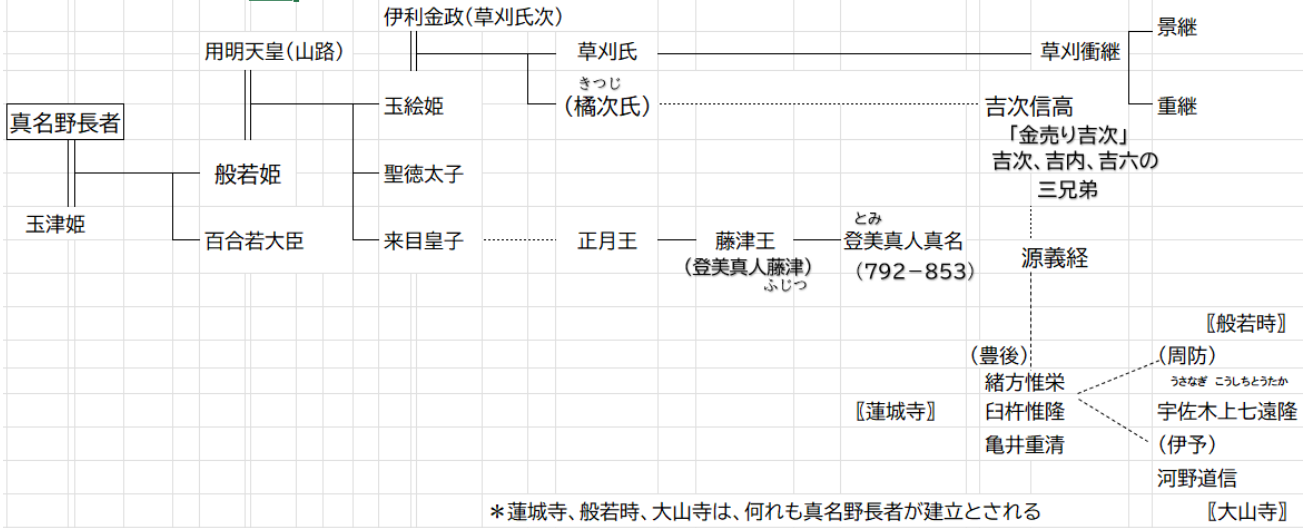 伊利金政（草刈氏次）
景継
用明天皇（山路）
草刈氏
草刈衝継
きつじ
真名野長者
玉絵姫
（橘次氏）
吉次信高
重継
「金売り吉次」
吉次、吉内、吉六の
三兄弟
般若姫
聖徳太子
玉津姫
百合若大臣
来目皇子
正月王
藤津王
（登美真人藤津）
ふじつ
とみ
登美真人真名
（792－853）
源義経
〖般若時〗
（豊後）
（周防）
緒方惟栄
うさなぎ こうしちとうたか
〖蓮城寺〗
臼杵惟隆
宇佐木上七遠隆
亀井重清
（伊予）
河野道信
＊蓮城寺、般若時、大山寺は、何れも真名野長者が建立とされる
〖大山寺〗